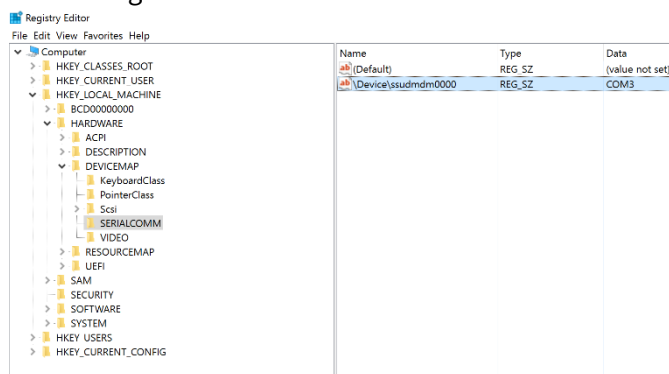 Registry Editor
File Edit View Favorites Help
Computer
HKEY_CLASSES_ROOT
HKEY_CURRENT_USER
HKEY_LOCAL_MACHINE
BCD00000000
HARDWARE
ACPI
DESCRIPTION
DEVICEMAP
KeyboardClass
PointerClass
Scsi
SERIALCOMM
VIDEO
RESOURCEMAP
UEFI
SAM
SECURITY
SOFTWARE
SYSTEM
HKEY_USERS
HKEY_CURRENT_CONFIG
Name Type Data
(Default) REG_SZ (value not set)
\Device\ssudmdm0000 REG_SZ COM3